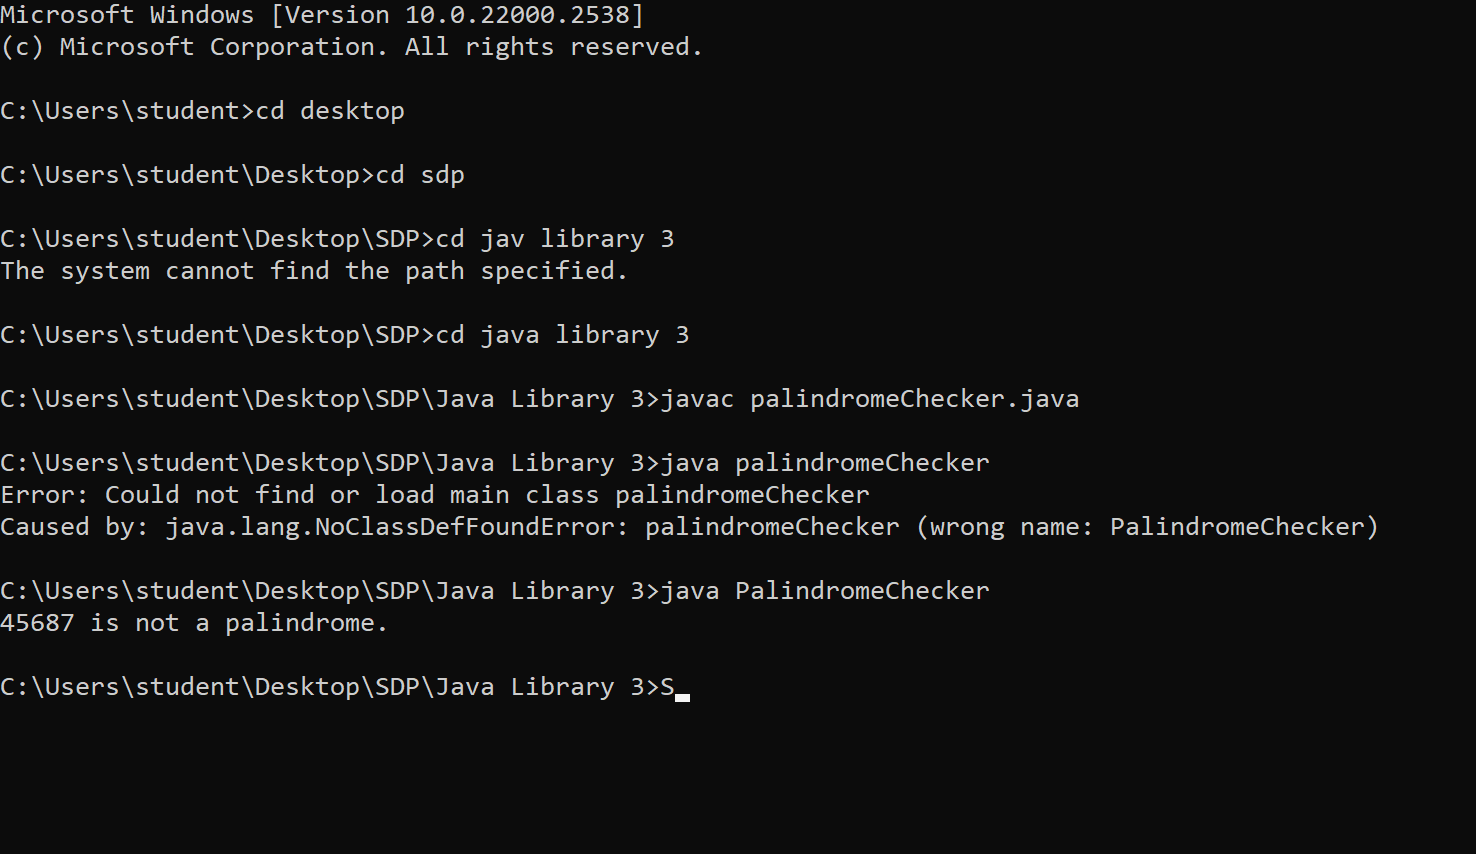 Microsoft Windows [Version 10.0.22000.2538]
(c) Microsoft Corporation. All rights reserved.
C:\Users\student>cd desktop
C:\Users\student\Desktop>cd sdp
C:\Users\student\Desktop\SDP>cd jav library 3
The system cannot find the path specified.
C:\Users\student\Desktop\SDP>cd java library 3
C:\Users\student\Desktop\SDP\Java Library 3>javac palindromeChecker.java
C:\Users\student\Desktop\SDP\Java Library 3>java palindromeChecker
Error: Could not find or load main class palindromeChecker
Caused by: java.lang.NoClassDefFoundError: palindromeChecker (wrong name: PalindromeChecker)
C:\Users\student\Desktop\SDP\Java Library 3>java PalindromeChecker
45687 is not a palindrome.
C:\Users\student\Desktop\SDP\Java Library 3>S